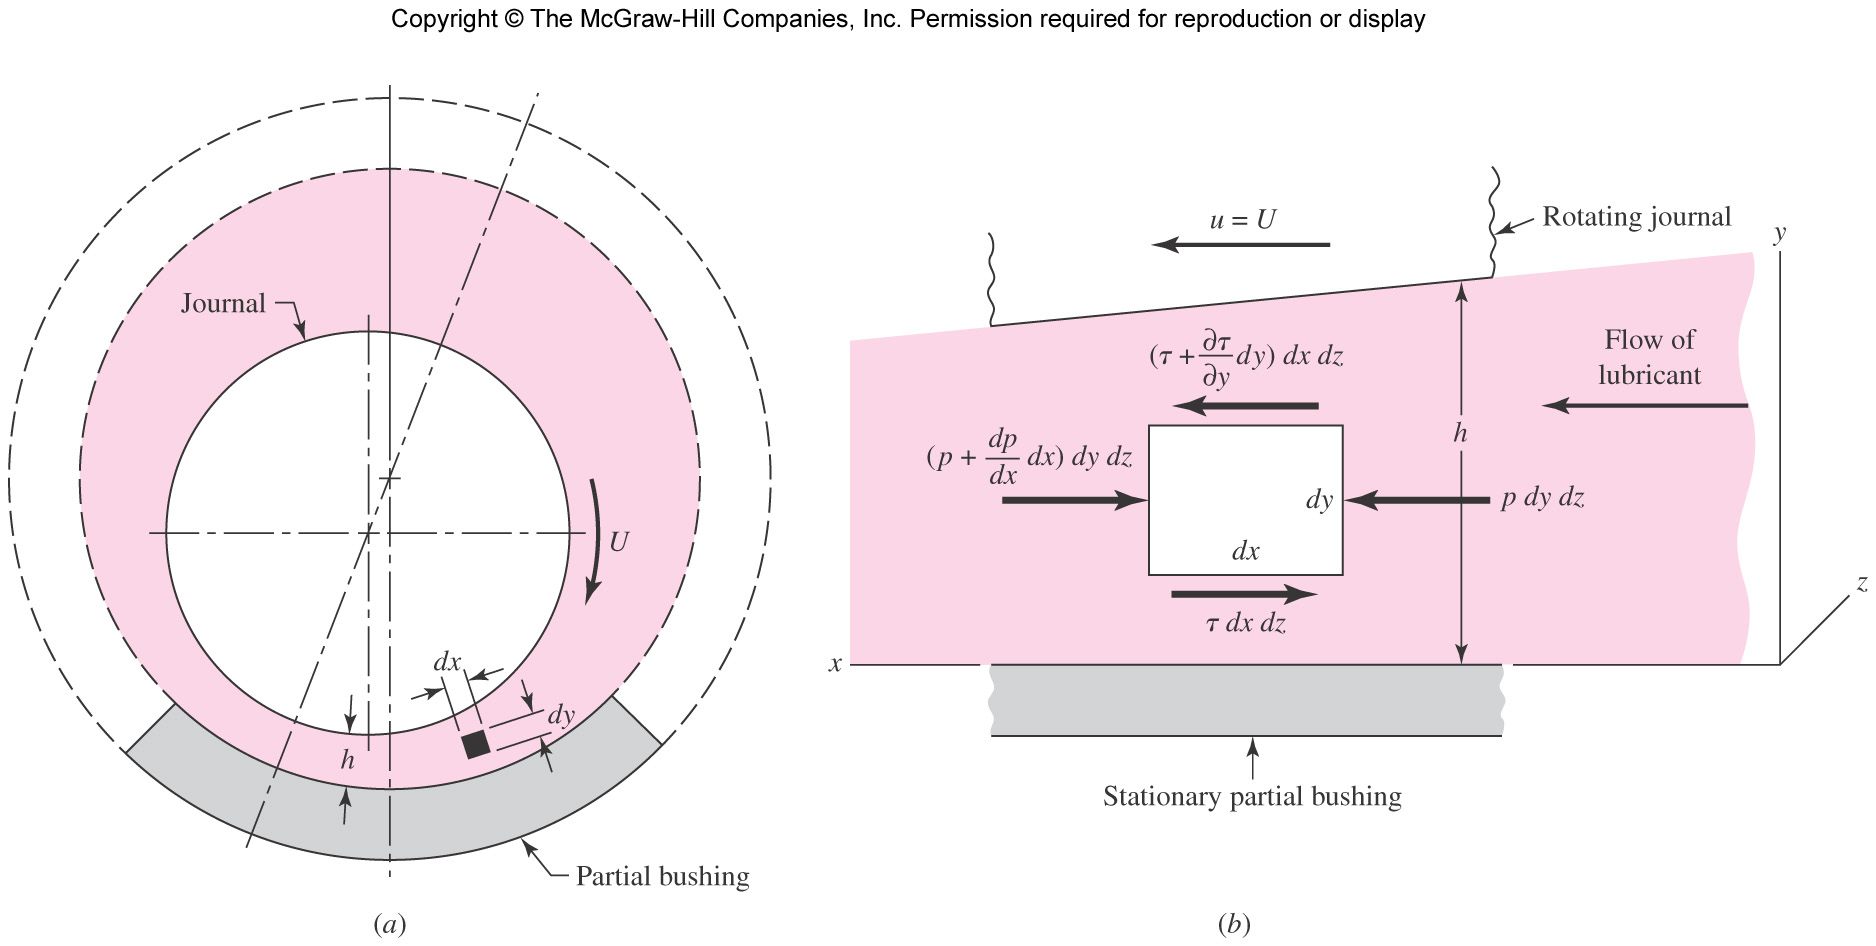 Copyright © The McGraw-Hill Companies, Inc. Permission required for reproduction or display
Journal
U
dx
dy
h
Partial bushing
(a)
u = U
Rotating journal
y
Flow of
lubricant
(τ + ∂τ/∂y dy) dx dz
h
(p + dp/dx dx) dy dz
dy
p dy dz
dx
τ dx dz
z
x
Stationary partial bushing
(b)